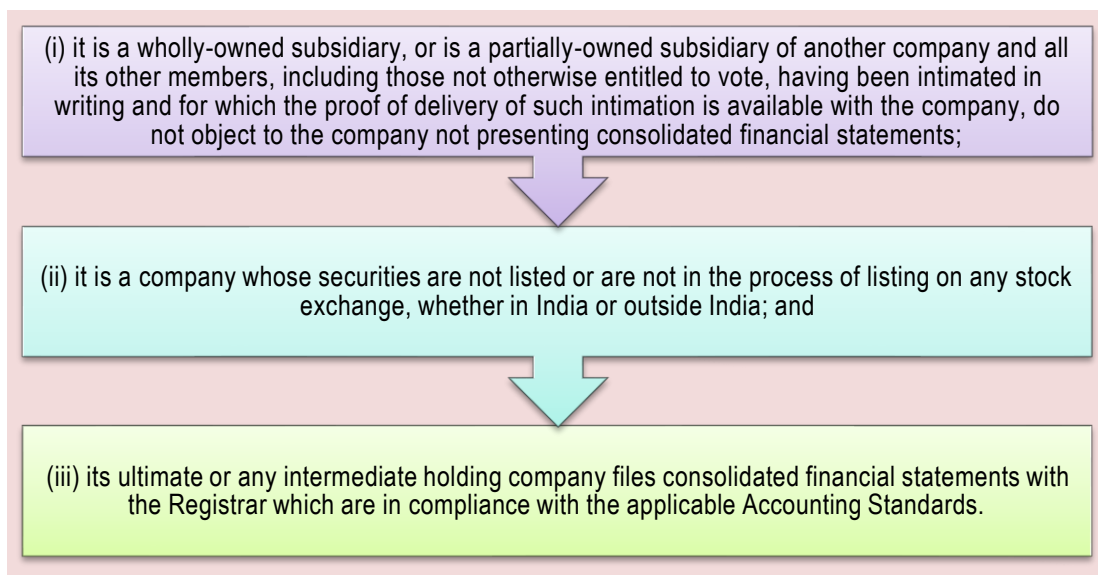 (i) it is a wholly-owned subsidiary, or is a partially-owned subsidiary of another company and all
its other members, including those not otherwise entitled to vote, having been intimated in
writing and for which the proof of delivery of such intimation is available with the company, do
not object to the company not presenting consolidated financial statements;
(ii) it is a company whose securities are not listed or are not in the process of listing on any stock
exchange, whether in India or outside India; and
(iii) its ultimate or any intermediate holding company files consolidated financial statements with
the Registrar which are in compliance with the applicable Accounting Standards.